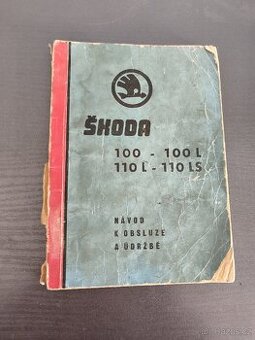 ŠKODA
100 - 100 L
110 L - 110 LS
NÁVOD
K OBSLUZE
A ÚDRŽBĚ